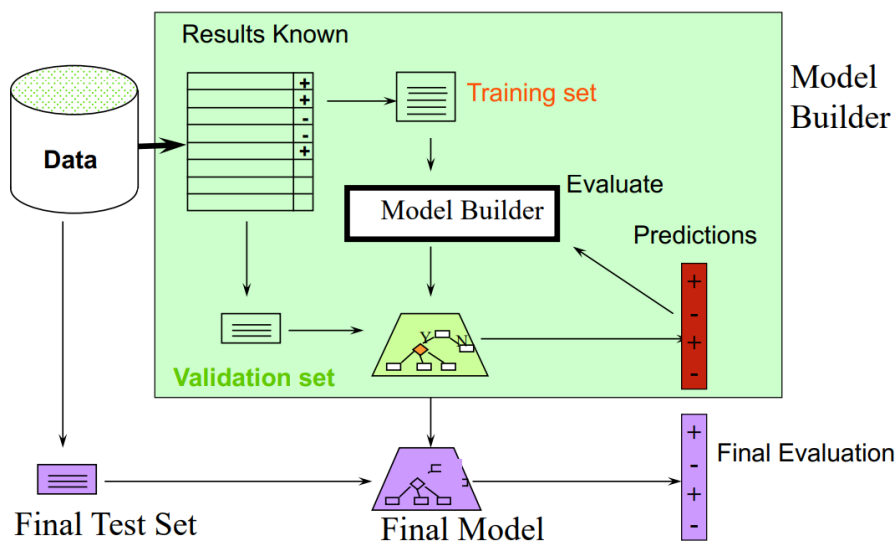 Results Known
Model
Builder
+
+
-
-
+
Training set
Data
Model Builder
Evaluate
Predictions
+
-
+
-
Y
N
Validation set
+
-
+
-
Final Evaluation
Final Test Set
Final Model